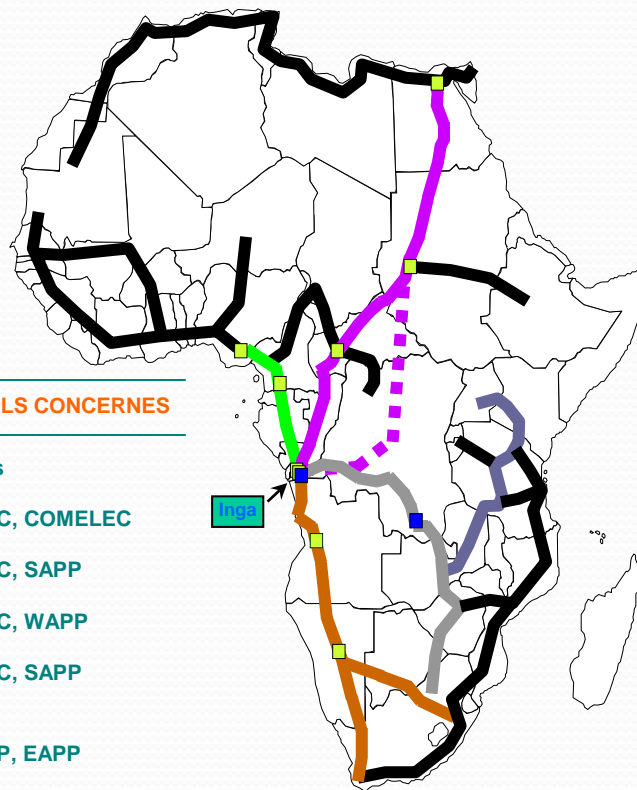 LS CONCERNES
s
C, COMELEC
C, SAPP
Inga
C, WAPP
C, SAPP
P, EAPP